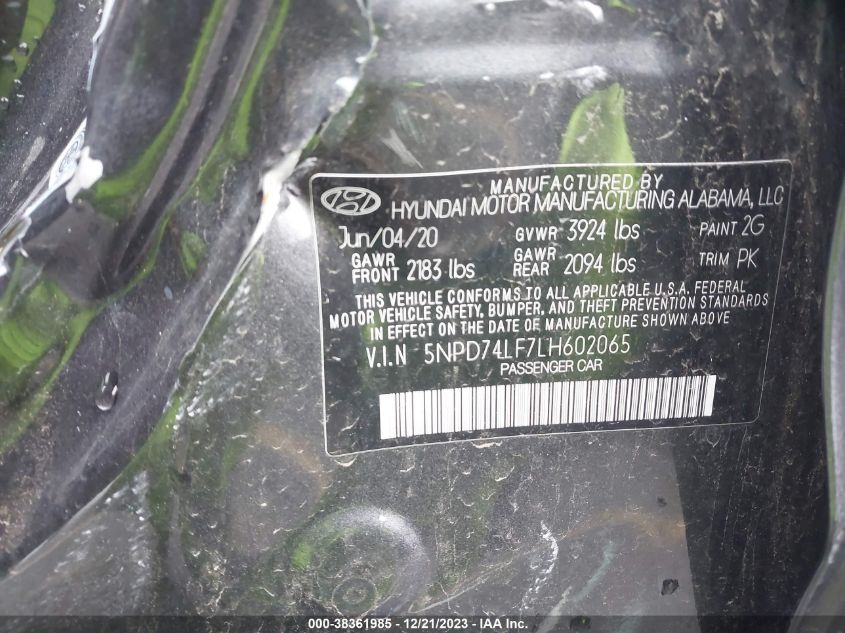 MANUFACTURED BY
HYUNDAI MOTOR MANUFACTURING ALABAMA, LLC
Jun/04/20 GVWR 3924 lbs PAINT 2G
GAWR FRONT 2183 lbs GAWR REAR 2094 lbs TRIM PK
THIS VEHICLE CONFORMS TO ALL APPLICABLE U.S.A. FEDERAL
MOTOR VEHICLE SAFETY, BUMPER, AND THEFT PREVENTION STANDARDS
IN EFFECT ON THE DATE OF MANUFACTURE SHOWN ABOVE
V.I.N 5NPD74LF7LH602065
PASSENGER CAR
000-38361985 - 12/21/2023 - IAA Inc.